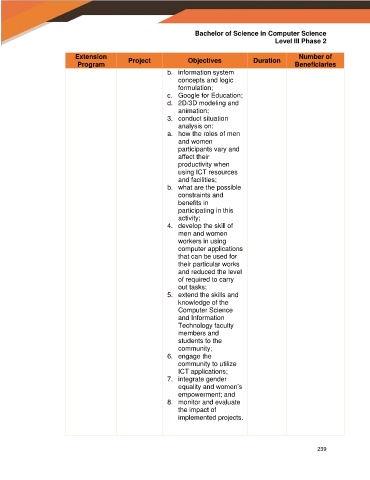 Bachelor of Science in Computer Science
Level III Phase 2
Extension Program
Project
Objectives
Duration
Number of Beneficiaries
b. information system
concepts and logic
formulation;
c. Google for Education;
d. 2D/3D modeling and
animation;
3. conduct situation
analysis on:
a. how the roles of men
and women
participants vary and
affect their
productivity when
using ICT resources
and facilities;
b. what are the possible
constraints and
benefits in
participating in this
activity;
4. develop the skill of
men and women
workers in using
computer applications
that can be used for
their particular works
and reduced the level
of required to carry
out tasks;
5. extend the skills and
knowledge of the
Computer Science
and Information
Technology faculty
members and
students to the
community;
6. engage the
community to utilize
ICT applications;
7. integrate gender
equality and women's
empowerment; and
8. monitor and evaluate
the impact of
implemented projects.
239